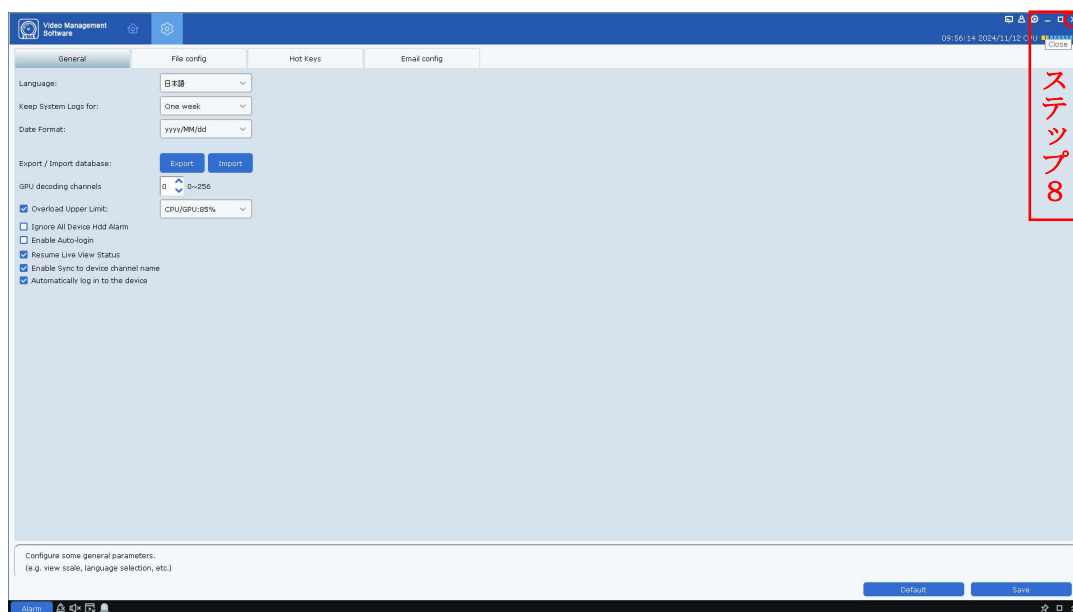 Video Management
Software
09:56:14 2024/11/12 CPU
Close
General
File config
Hot Keys
Email config
ステップ8
Language:
日本語
Keep System Logs for:
One week
Date Format:
yyyy/MM/dd
Export / Import database:
Export
Import
GPU decoding channels
0
0~256
Overload Upper Limit:
CPU/GPU:85%
Ignore All Device Hdd Alarm
Enable Auto-login
Resume Live View Status
Enable Sync to device channel name
Automatically log in to the device
Configure some general parameters.
(e.g. view scale, language selection, etc.)
Default
Save
Alarm